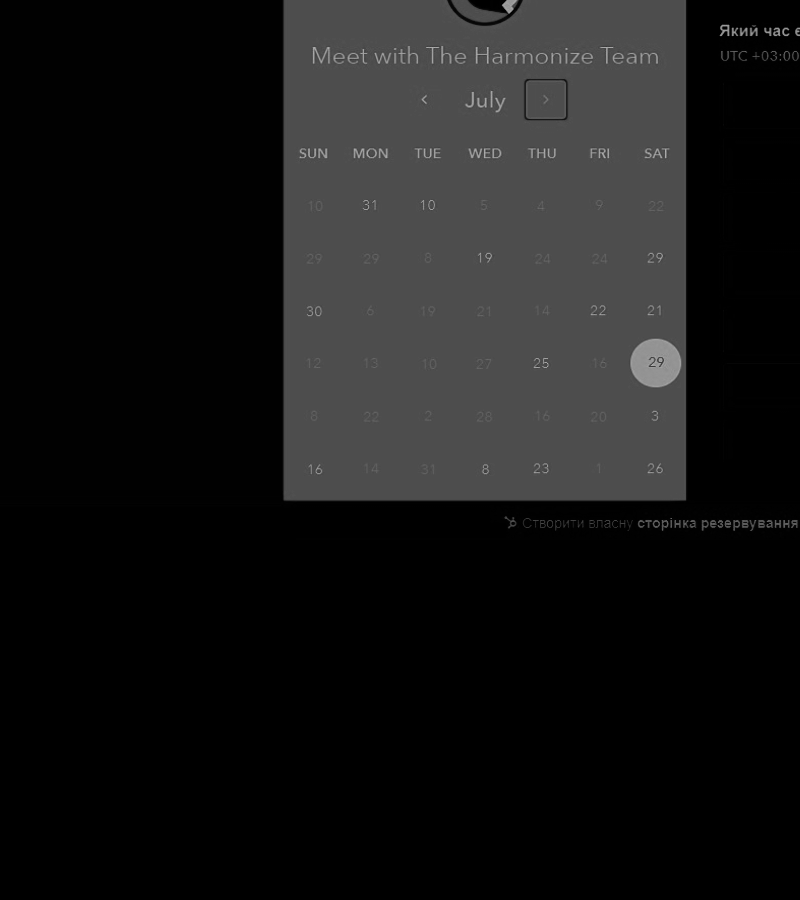 Який час є
Meet with The Harmonize Team
UTC +03:00
< July >
SUN MON TUE WED THU FRI SAT
10 31 10 5 4 9 22
29 29 8 19 24 24 29
30 6 19 21 14 22 21
12 13 10 27 25 16 29
8 22 2 28 16 20 3
16 14 31 8 23 1 26
Створити власну сторінка резервування